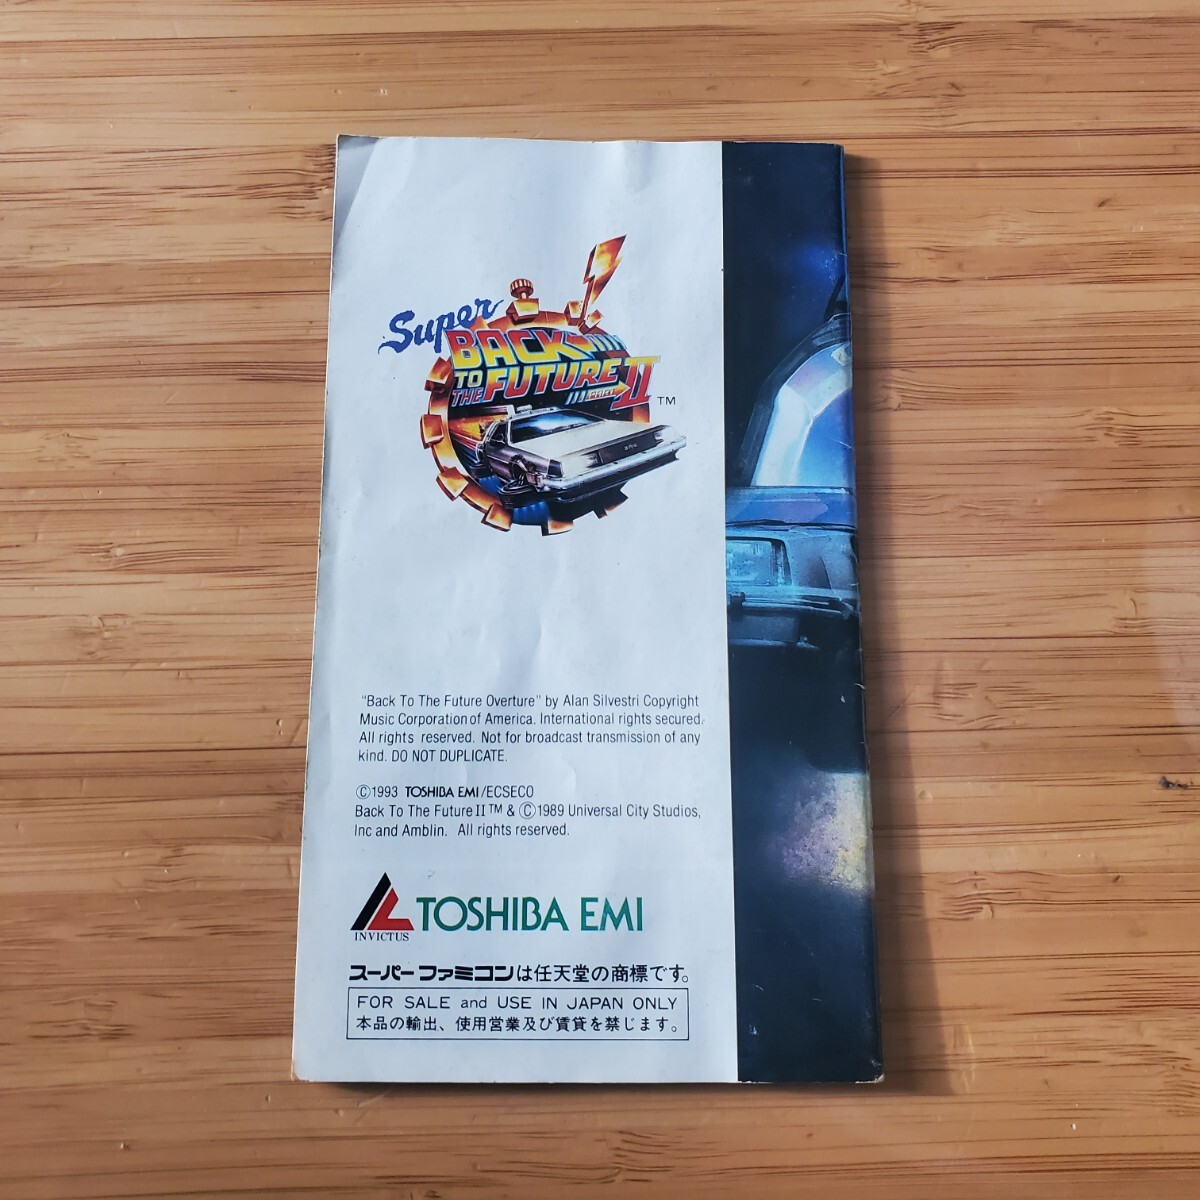 Super
BACK
TO
THE FUTURE
PART II
TM
"Back To The Future Overture" by Alan Silvestri Copyright
Music Corporation of America. International rights secured.
All rights reserved. Not for broadcast transmission of any
kind. DO NOT DUPLICATE.
©1993 TOSHIBA EMI/ECSECO
Back To The Future II™ & ©1989 Universal City Studios,
Inc and Amblin. All rights reserved.
INVICTUS
TOSHIBA EMI
スーパーファミコンは任天堂の商標です。
FOR SALE and USE IN JAPAN ONLY
本品の輸出、使用営業及び賃貸を禁じます。